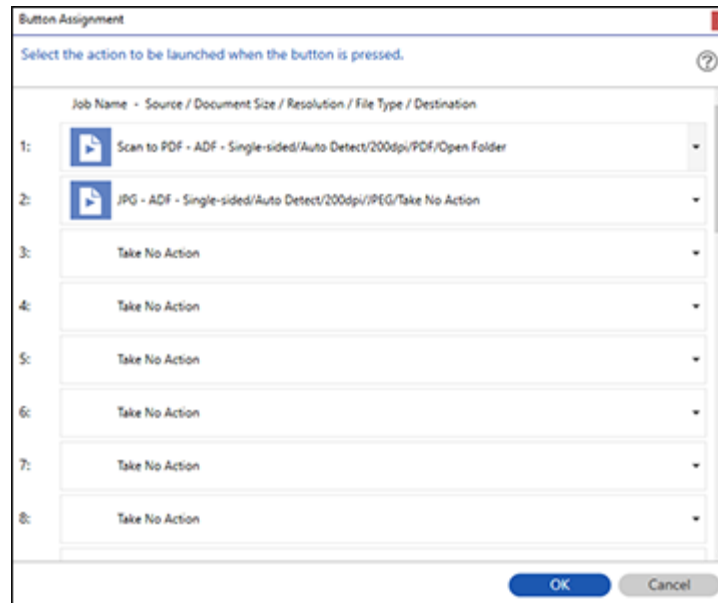 Button Assignment
Select the action to be launched when the button is pressed.
?
Job Name - Source / Document Size / Resolution / File Type / Destination
1: Scan to PDF - ADF - Single-sided/Auto Detect/200dpi/PDF/Open Folder
2: JPG - ADF - Single-sided/Auto Detect/200dpi/JPEG/Take No Action
3: Take No Action
4: Take No Action
5: Take No Action
6: Take No Action
7: Take No Action
8: Take No Action
OK Cancel